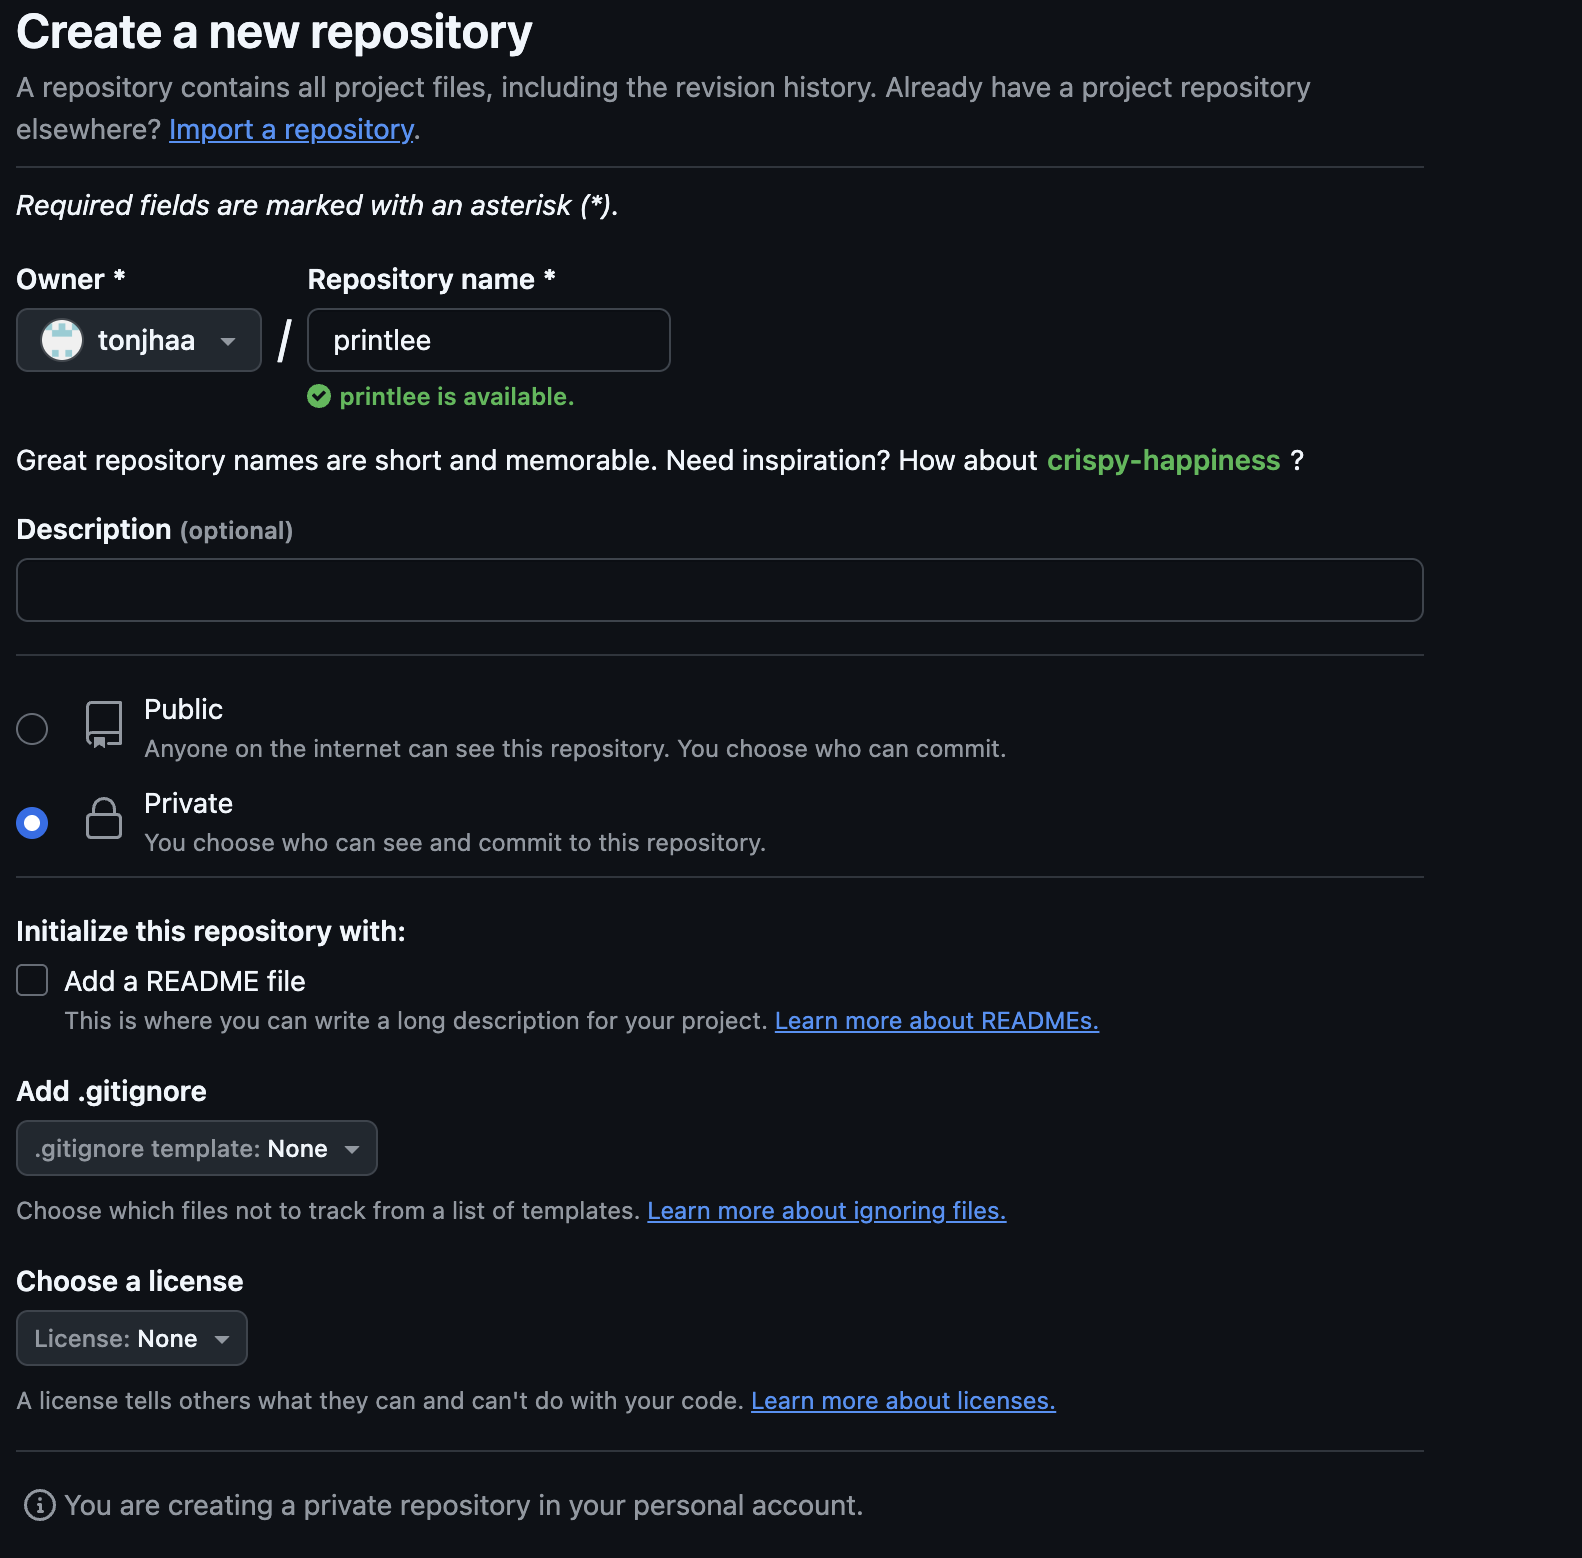 Create a new repository
A repository contains all project files, including the revision history. Already have a project repository
elsewhere? Import a repository.
Required fields are marked with an asterisk (*).
Owner *
Repository name *
tonjhaa
/
printlee
printlee is available.
Great repository names are short and memorable. Need inspiration? How about crispy-happiness ?
Description (optional)
Public
Anyone on the internet can see this repository. You choose who can commit.
Private
You choose who can see and commit to this repository.
Initialize this repository with:
Add a README file
This is where you can write a long description for your project. Learn more about READMEs.
Add .gitignore
.gitignore template: None
Choose which files not to track from a list of templates. Learn more about ignoring files.
Choose a license
License: None
A license tells others what they can and can't do with your code. Learn more about licenses.
You are creating a private repository in your personal account.